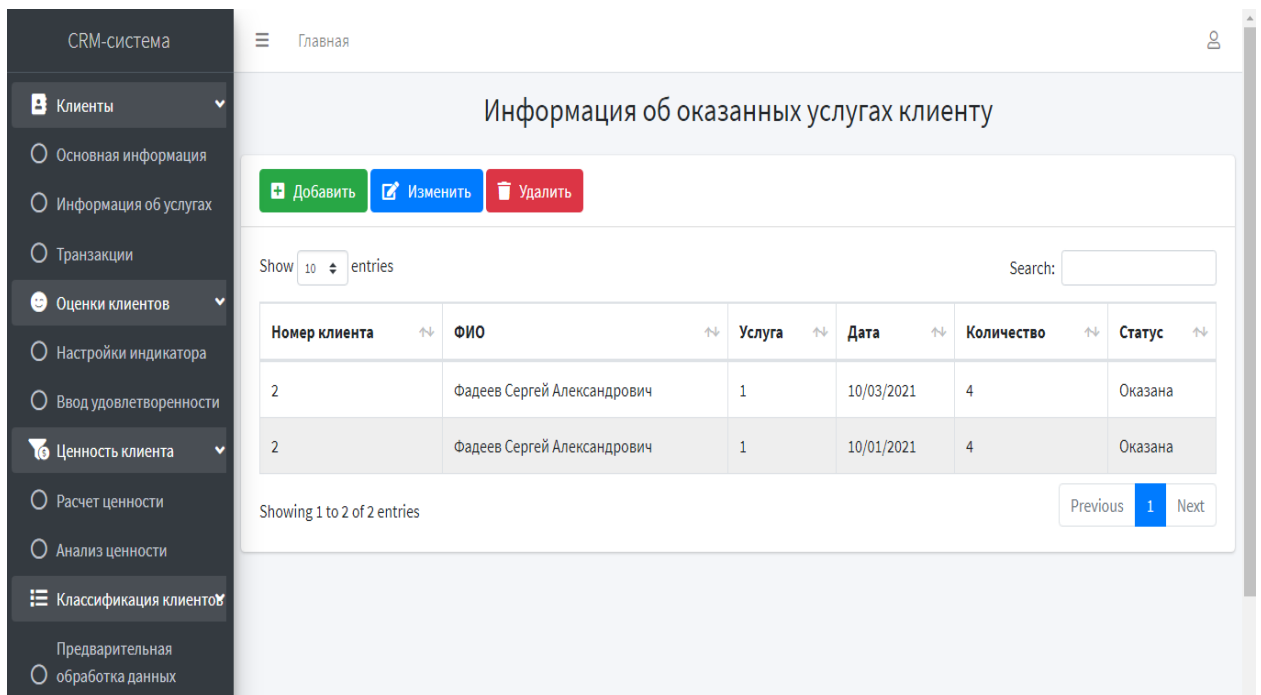 CRM-система
Главная
Клиенты
Основная информация
Информация об услугах
Транзакции
Оценки клиентов
Настройки индикатора
Ввод удовлетворенности
Ценность клиента
Расчет ценности
Анализ ценности
Классификация клиентов
Предварительная
обработка данных
Информация об оказанных услугах клиенту
Добавить Изменить Удалить
Show 10 entries Search:
Номер клиента ФИО Услуга Дата Количество Статус
2 Фадеев Сергей Александрович 1 10/03/2021 4 Оказана
2 Фадеев Сергей Александрович 1 10/01/2021 4 Оказана
Showing 1 to 2 of 2 entries Previous 1 Next